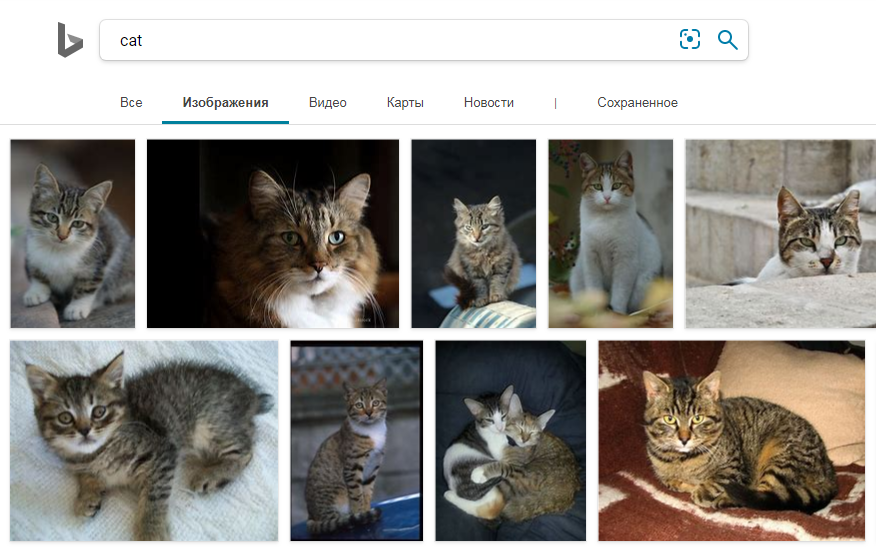 cat
Все Изображения Видео Карты Новости | Сохраненное